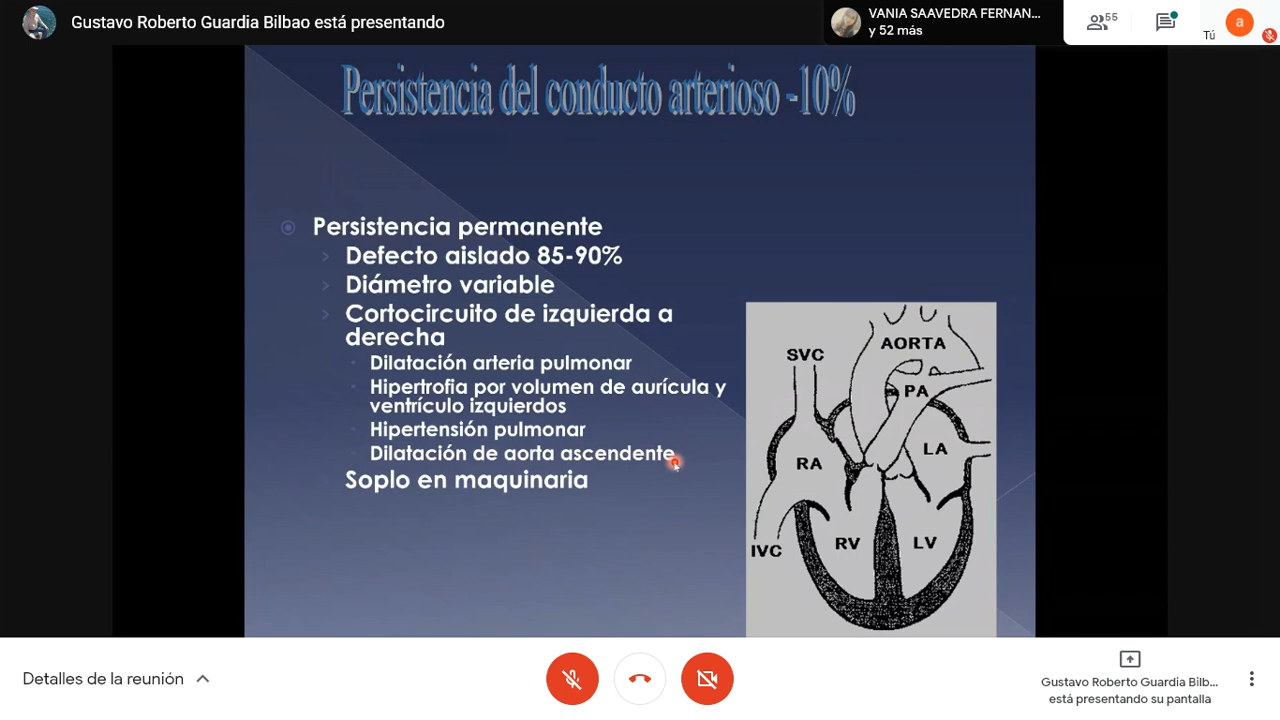 Gustavo Roberto Guardia Bilbao está presentando
VANIA SAAVEDRA FERNAN...
y 52 más
55
Tú
a
Persistencia del conducto arterioso -10%
Persistencia permanente
Defecto aislado 85-90%
Diámetro variable
Cortocircuito de izquierda a
derecha
Dilatación arteria pulmonar
Hipertrofia por volumen de aurícula y
ventrículo izquierdos
Hipertensión pulmonar
Dilatación de aorta ascendente
Soplo en maquinaria
AORTA
SVC
PA
LA
RA
RV
LV
IVC
Detalles de la reunión
Gustavo Roberto Guardia Bilb...
está presentando su pantalla